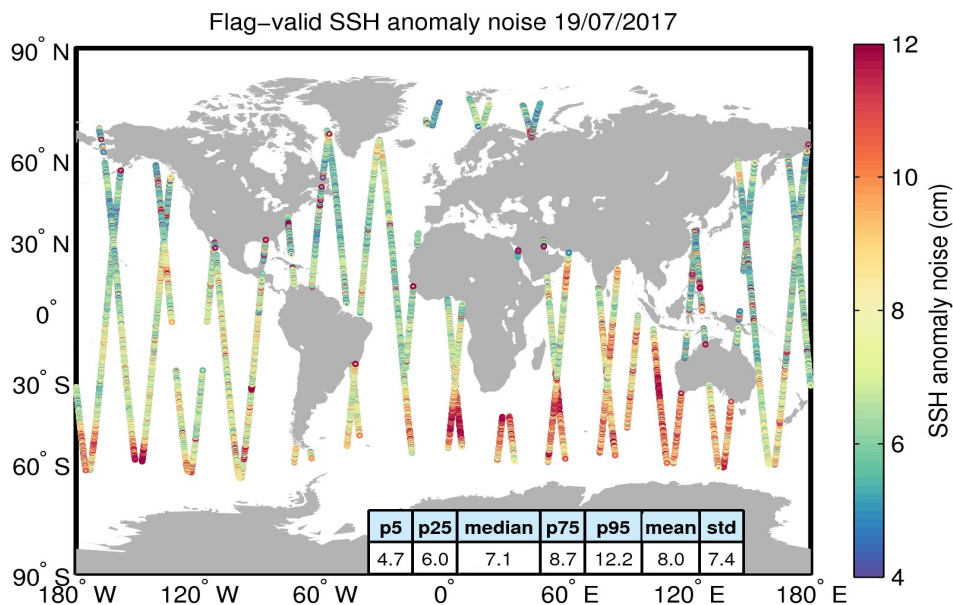 Flag−valid SSH anomaly noise 19/07/2017
90° N
60° N
30° N
0°
30° S
60° S
90° S
180° W
120° W
60° W
0°
60° E
120° E
180° E
p5 p25 median p75 p95 mean std
4.7 6.0 7.1 8.7 12.2 8.0 7.4
12
10
8
6
4
SSH anomaly noise (cm)